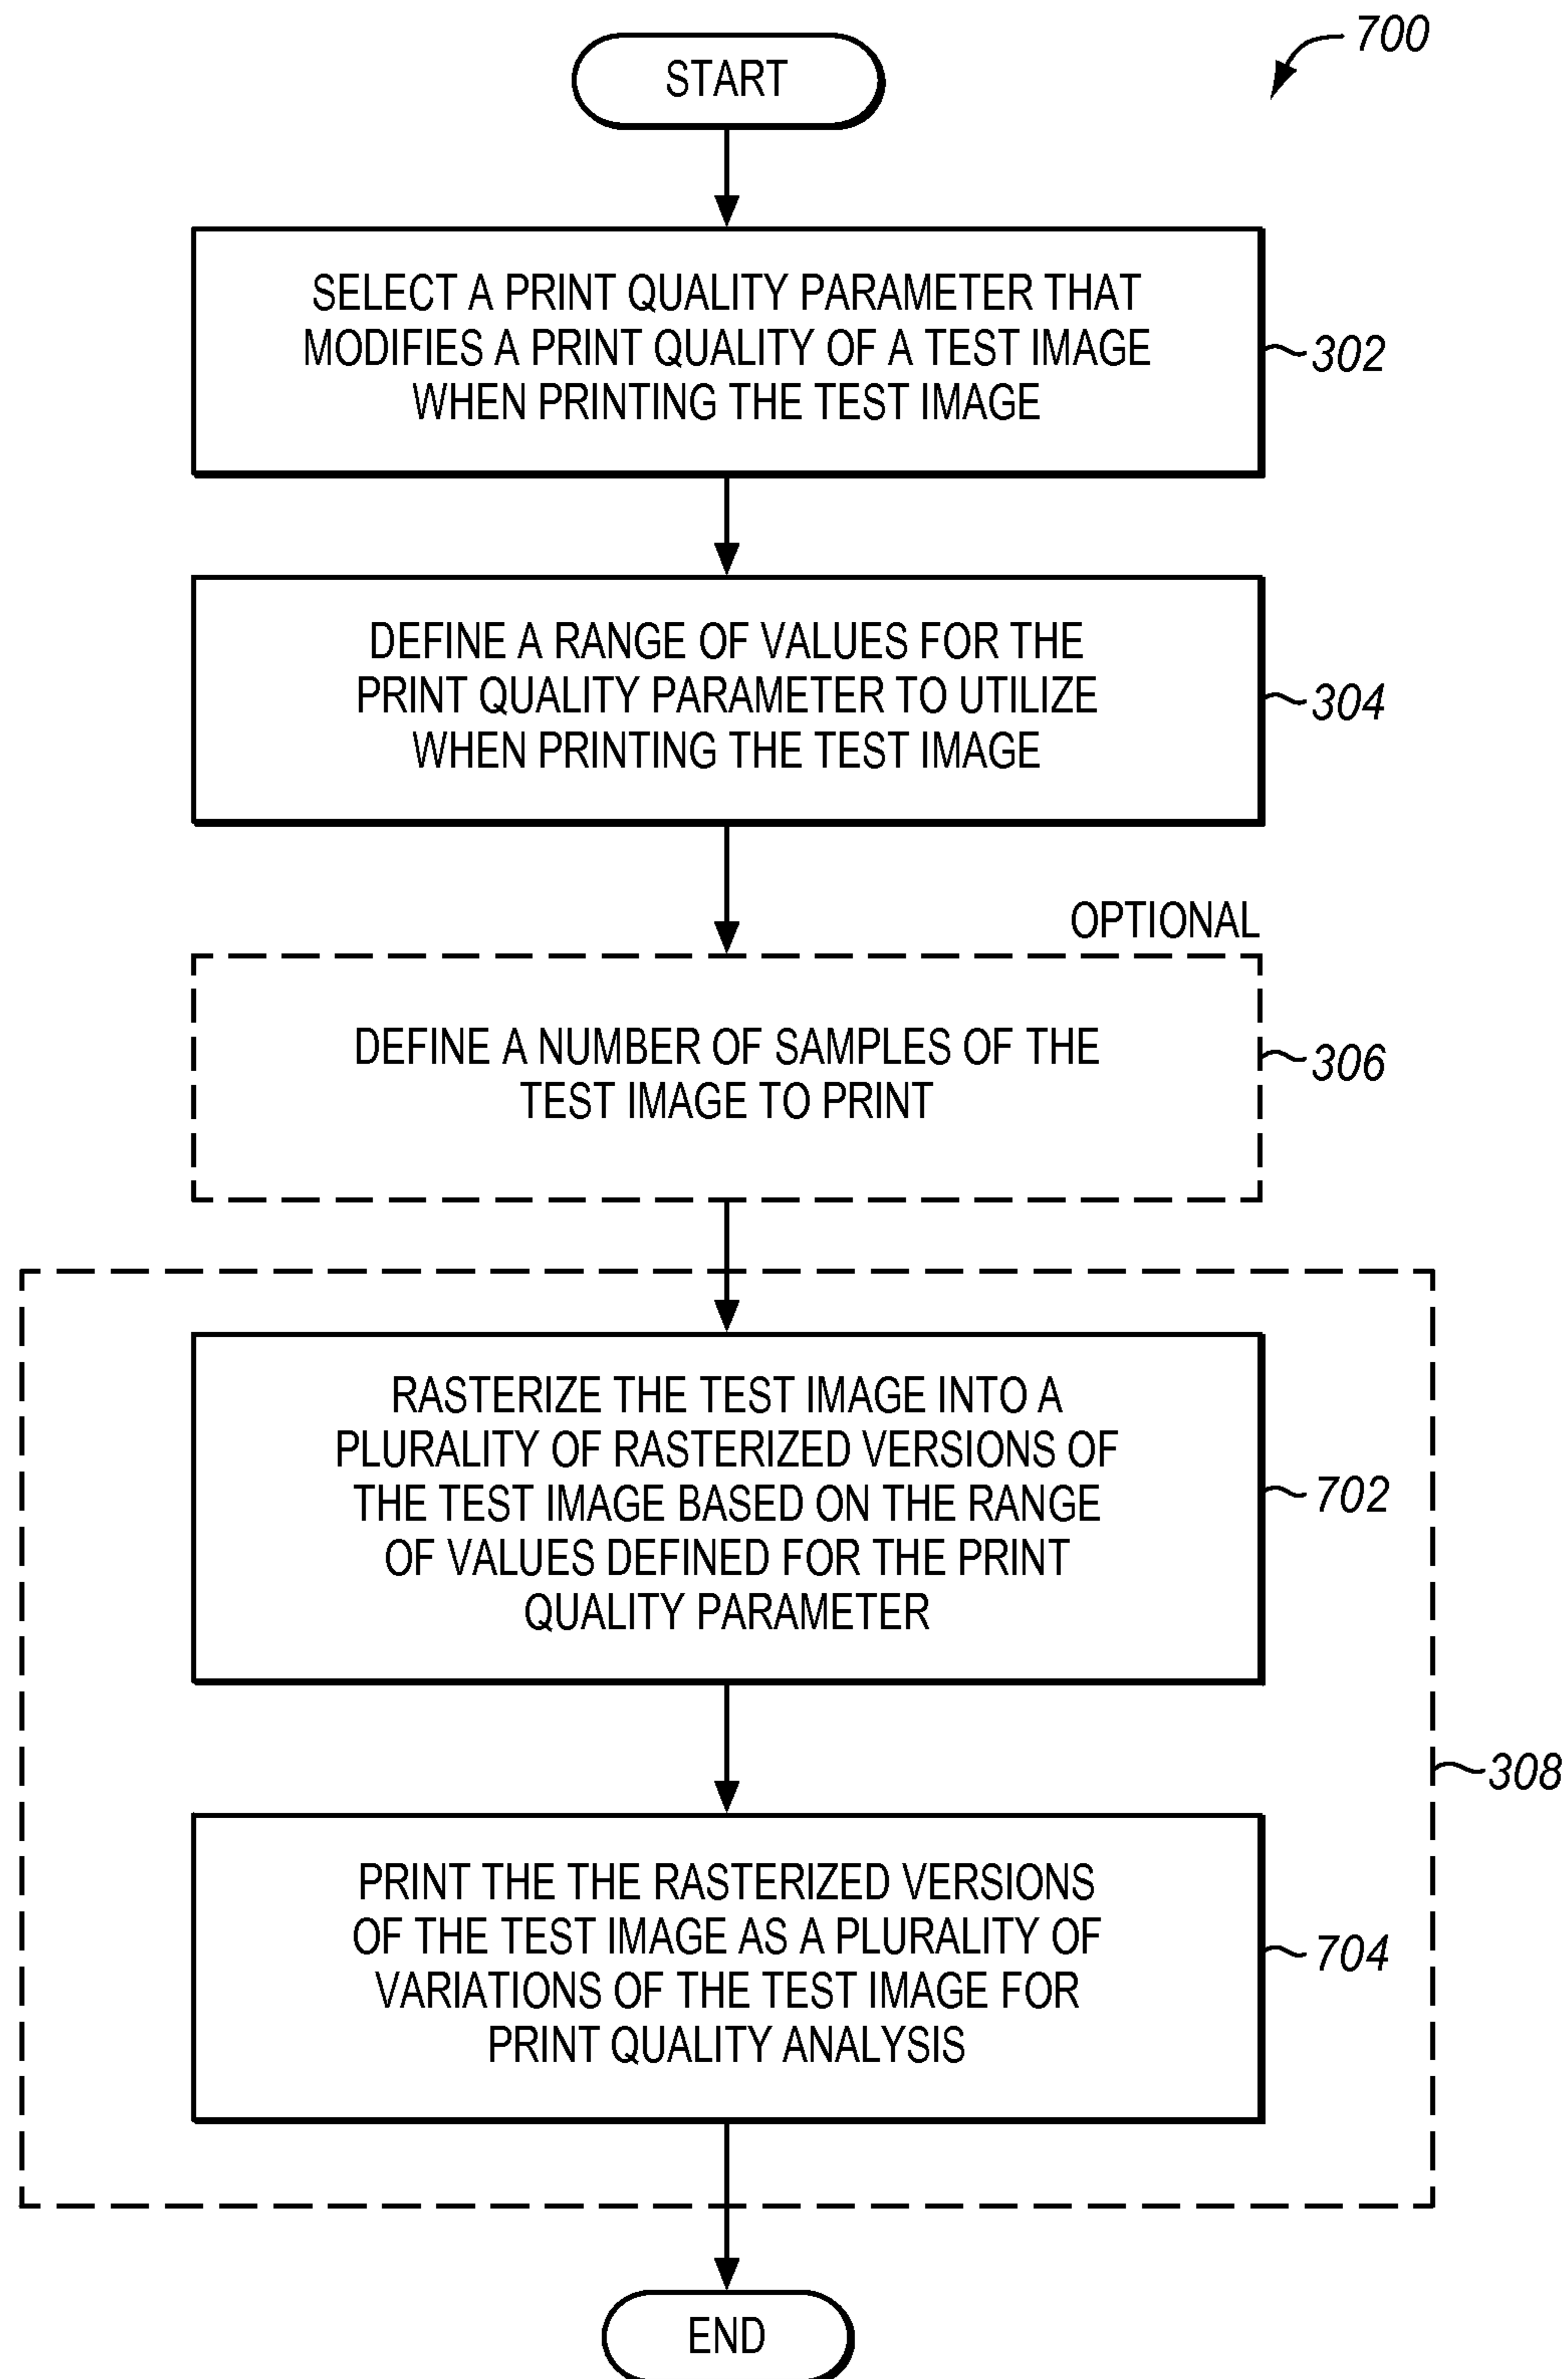 700
START
SELECT A PRINT QUALITY PARAMETER THAT
MODIFIES A PRINT QUALITY OF A TEST IMAGE
WHEN PRINTING THE TEST IMAGE
302
DEFINE A RANGE OF VALUES FOR THE
PRINT QUALITY PARAMETER TO UTILIZE
WHEN PRINTING THE TEST IMAGE
304
OPTIONAL
DEFINE A NUMBER OF SAMPLES OF THE
TEST IMAGE TO PRINT
306
RASTERIZE THE TEST IMAGE INTO A
PLURALITY OF RASTERIZED VERSIONS OF
THE TEST IMAGE BASED ON THE RANGE
OF VALUES DEFINED FOR THE PRINT
QUALITY PARAMETER
702
308
PRINT THE THE RASTERIZED VERSIONS
OF THE TEST IMAGE AS A PLURALITY OF
VARIATIONS OF THE TEST IMAGE FOR
PRINT QUALITY ANALYSIS
704
END